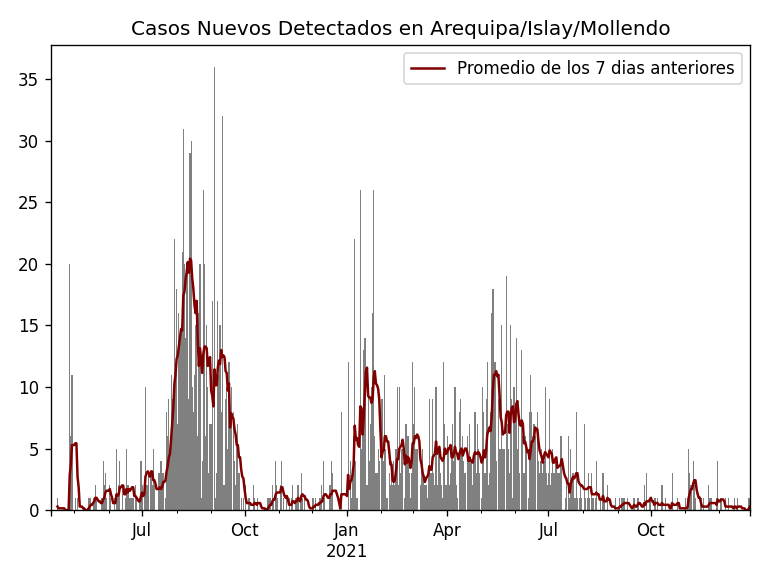 Casos Nuevos Detectados en Arequipa/Islay/Mollendo
Promedio de los 7 dias anteriores
35
30
25
20
15
10
5
0
Jul
Oct
Jan
2021
Apr
Jul
Oct